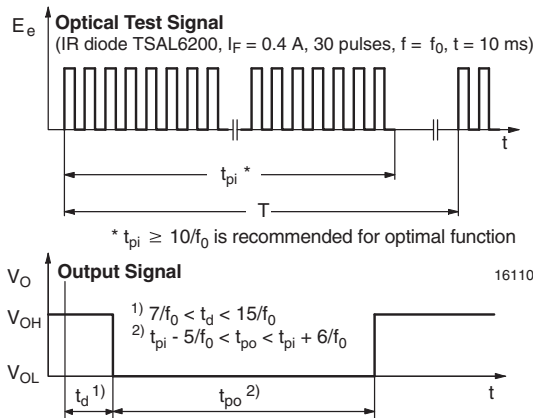 E_e Optical Test Signal
(IR diode TSAL6200, I_F = 0.4 A, 30 pulses, f = f_0, t = 10 ms)
t
t_pi *
T
* t_pi ≥ 10/f_0 is recommended for optimal function
V_O Output Signal
16110
V_OH
1) 7/f_0 < t_d < 15/f_0
2) t_pi - 5/f_0 < t_po < t_pi + 6/f_0
V_OL
t_d 1)
t_po 2)
t